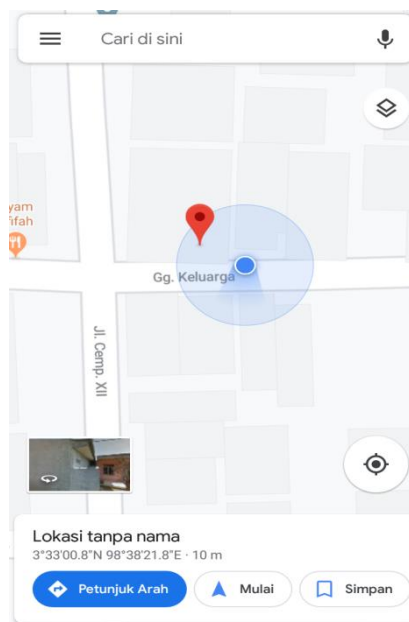 Cari di sini
yam
ifah
Gg. Keluarga
Jl. Cemp. XII
Lokasi tanpa nama
3°33'00.8"N 98°38'21.8"E · 10 m
Petunjuk Arah
Mulai
Simpan